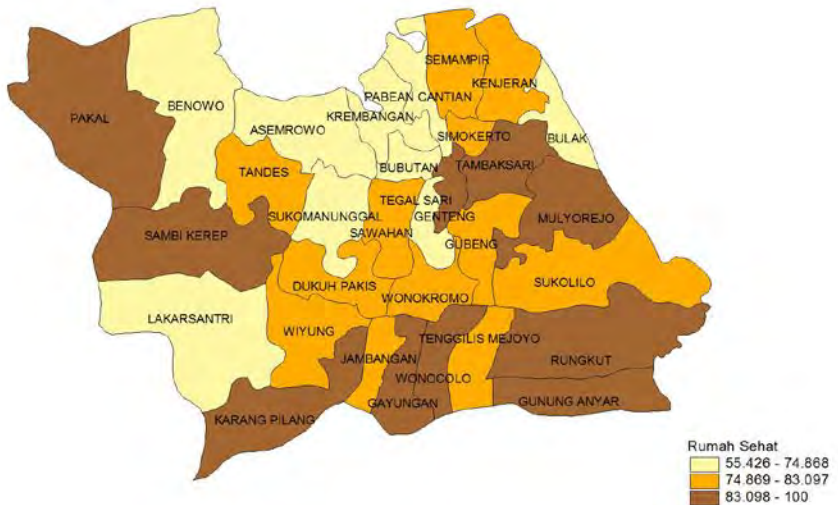 SEMAMPIR
KENJERAN
PAKAL
BENOWO
PABEAN CANTIAN
KREMBANGAN
ASEMROWO
SIMOKERTO
BULAK
BUBUTAN
TAMBAKSARI
TANDES
TEGAL SARI
SUKOMANUNGGAL
GENTENG
MULYOREJO
SAWAHAN
SAMBI KEREP
GUBENG
DUKUH PAKIS
SUKOLILO
WONOKROMO
LAKARSANTRI
WIYUNG
TENGGILIS MEJOYO
JAMBANGAN
RUNGKUT
WONOCOLO
GAYUNGAN
GUNUNG ANYAR
KARANG PILANG
Rumah Sehat
55.426 - 74.868
74.869 - 83.097
83.098 - 100